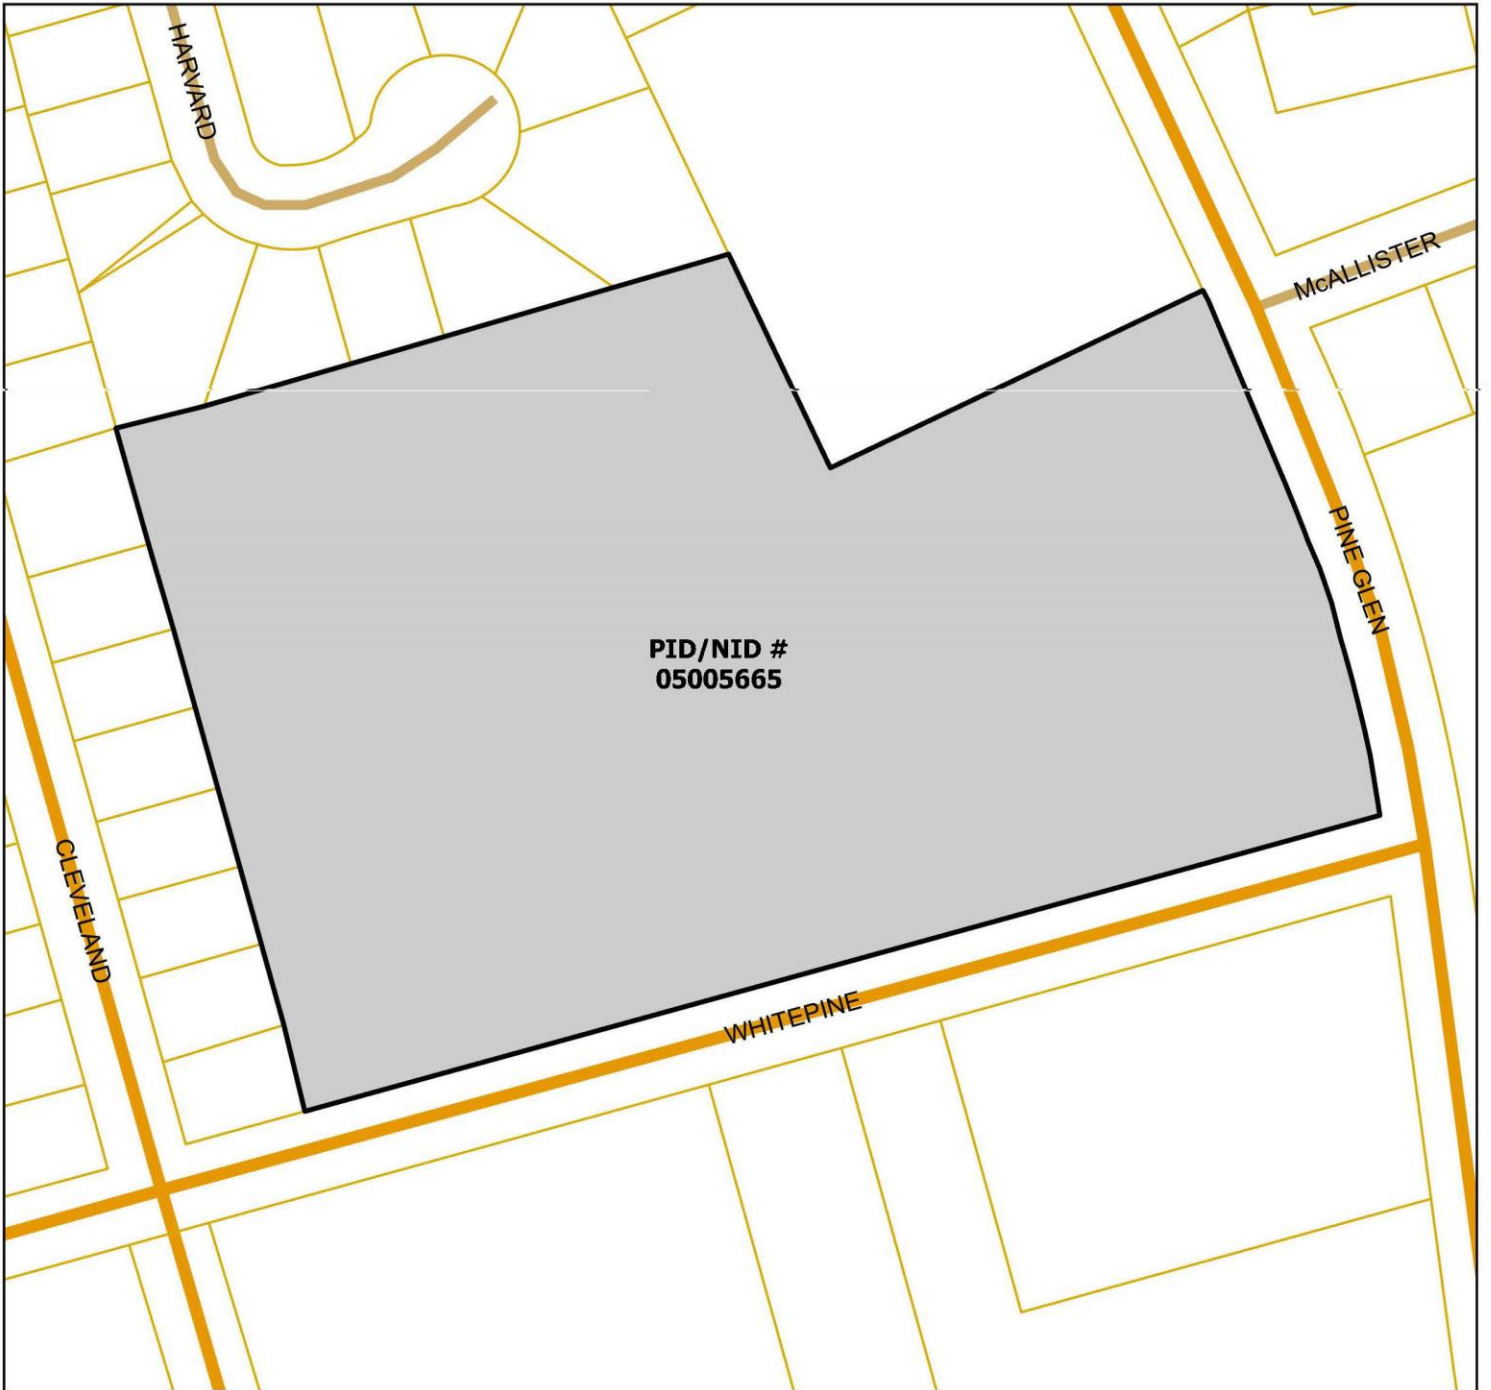 HARVARD
McALLISTER
PINE GLEN
PID/NID #
05005665
CLEVELAND
WHITEPINE